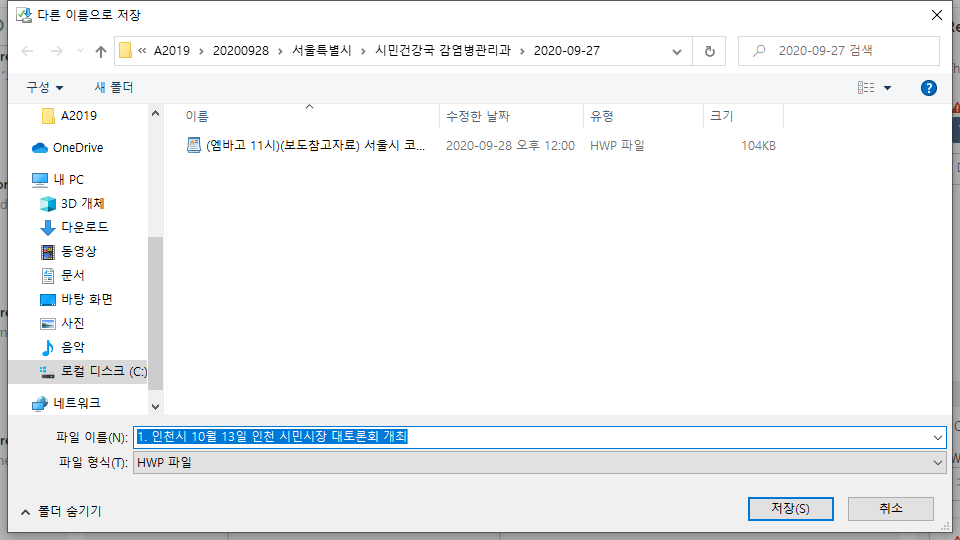 다른 이름으로 저장
« A2019 > 20200928 > 서울특별시 > 시민건강국 감염병관리과 > 2020-09-27
2020-09-27 검색
구성
새 폴더
A2019
OneDrive
내 PC
3D 개체
다운로드
동영상
문서
바탕 화면
사진
음악
로컬 디스크 (C:)
네트워크
이름 수정한 날짜 유형 크기
(엠바고 11시)(보도참고자료) 서울시 코... 2020-09-28 오후 12:00 HWP 파일 104KB
파일 이름(N): 1. 인천시 10월 13일 인천 시민시장 대토론회 개최
파일 형식(T): HWP 파일
폴더 숨기기
저장(S) 취소